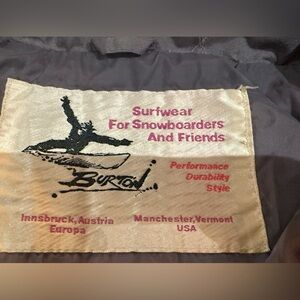 Surfwear
For Snowboarders
And Friends
BURTON
Performance
Durability
Style
Innsbruck, Austria
Europa
Manchester, Vermont
USA